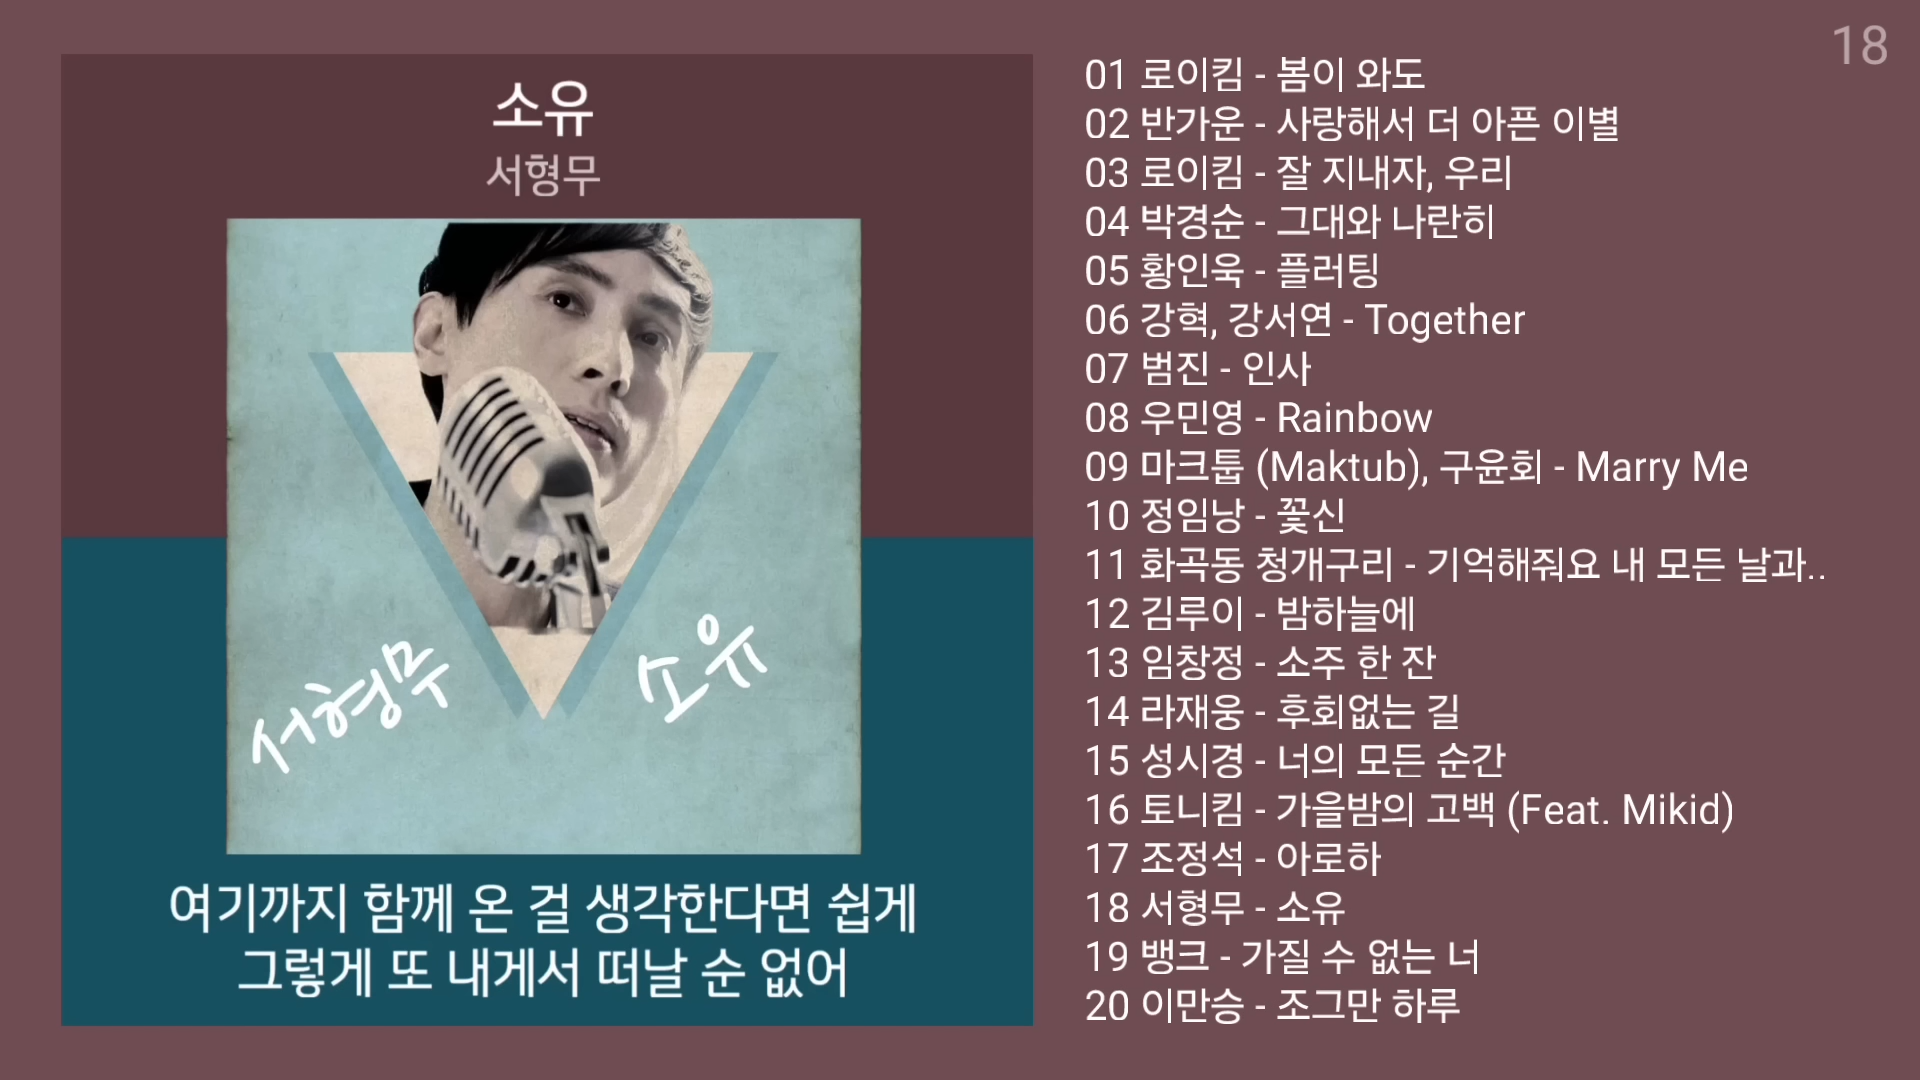 18
소유
서형무
서형무
소유
여기까지 함께 온 걸 생각한다면 쉽게
그렇게 또 내게서 떠날 순 없어
01 로이킴 - 봄이 와도
02 반가운 - 사랑해서 더 아픈 이별
03 로이킴 - 잘 지내자, 우리
04 박경순 - 그대와 나란히
05 황인욱 - 플러팅
06 강혁, 강서연 - Together
07 범진 - 인사
08 우민영 - Rainbow
09 마크툽 (Maktub), 구윤회 - Marry Me
10 정임낭 - 꽃신
11 화곡동 청개구리 - 기억해줘요 내 모든 날과..
12 김루이 - 밤하늘에
13 임창정 - 소주 한 잔
14 라재웅 - 후회없는 길
15 성시경 - 너의 모든 순간
16 토니킴 - 가을밤의 고백 (Feat. Mikid)
17 조정석 - 아로하
18 서형무 - 소유
19 뱅크 - 가질 수 없는 너
20 이만승 - 조그만 하루